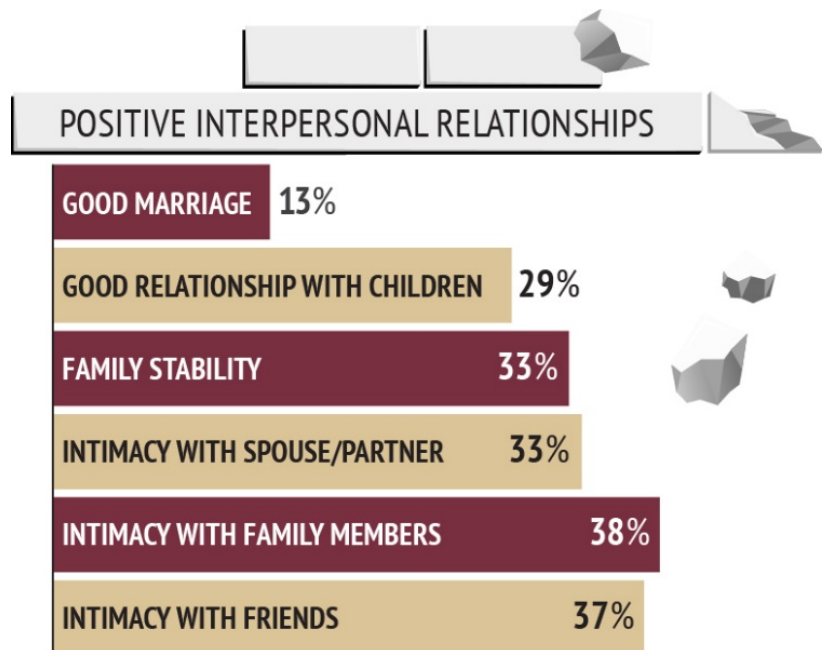 POSITIVE INTERPERSONAL RELATIONSHIPS
GOOD MARRIAGE 13%
GOOD RELATIONSHIP WITH CHILDREN 29%
FAMILY STABILITY 33%
INTIMACY WITH SPOUSE/PARTNER 33%
INTIMACY WITH FAMILY MEMBERS 38%
INTIMACY WITH FRIENDS 37%